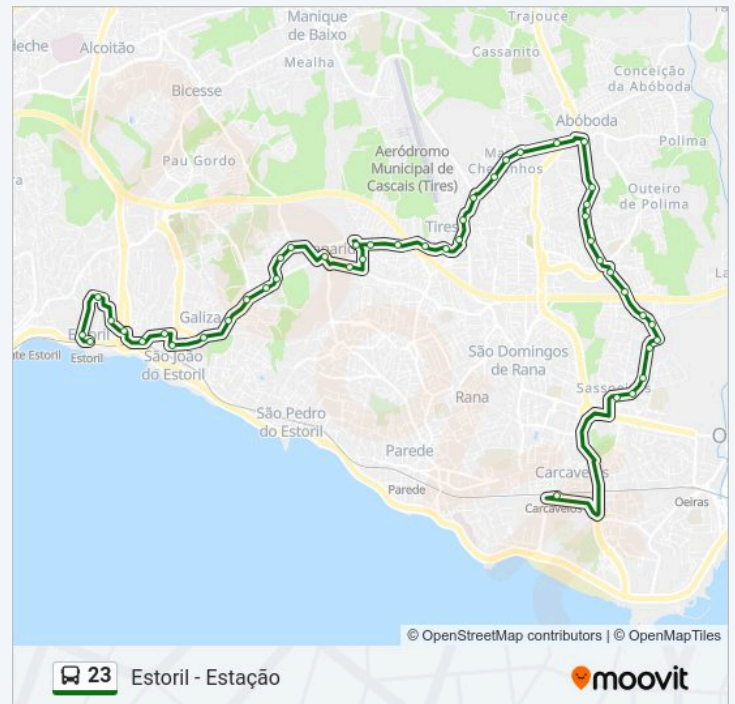 Manique
de Baixo
Trajouce
Alcoitão
Mealha
Cassanito
Conceição
da Abóboda
Bicesse
Abóboda
Polima
Pau Gordo
Aeródromo
Municipal de
Cascais (Tires)
Outeiro
de Polima
Tires
Galiza
Estoril
São João
do Estoril
São Domingos
de Rana
Rana
São Pedro
do Estoril
Parede
Parede
Carcavelos
Carcavelos
Oeiras
© OpenStreetMap contributors | © OpenMapTiles
23 Estoril - Estação
moovit